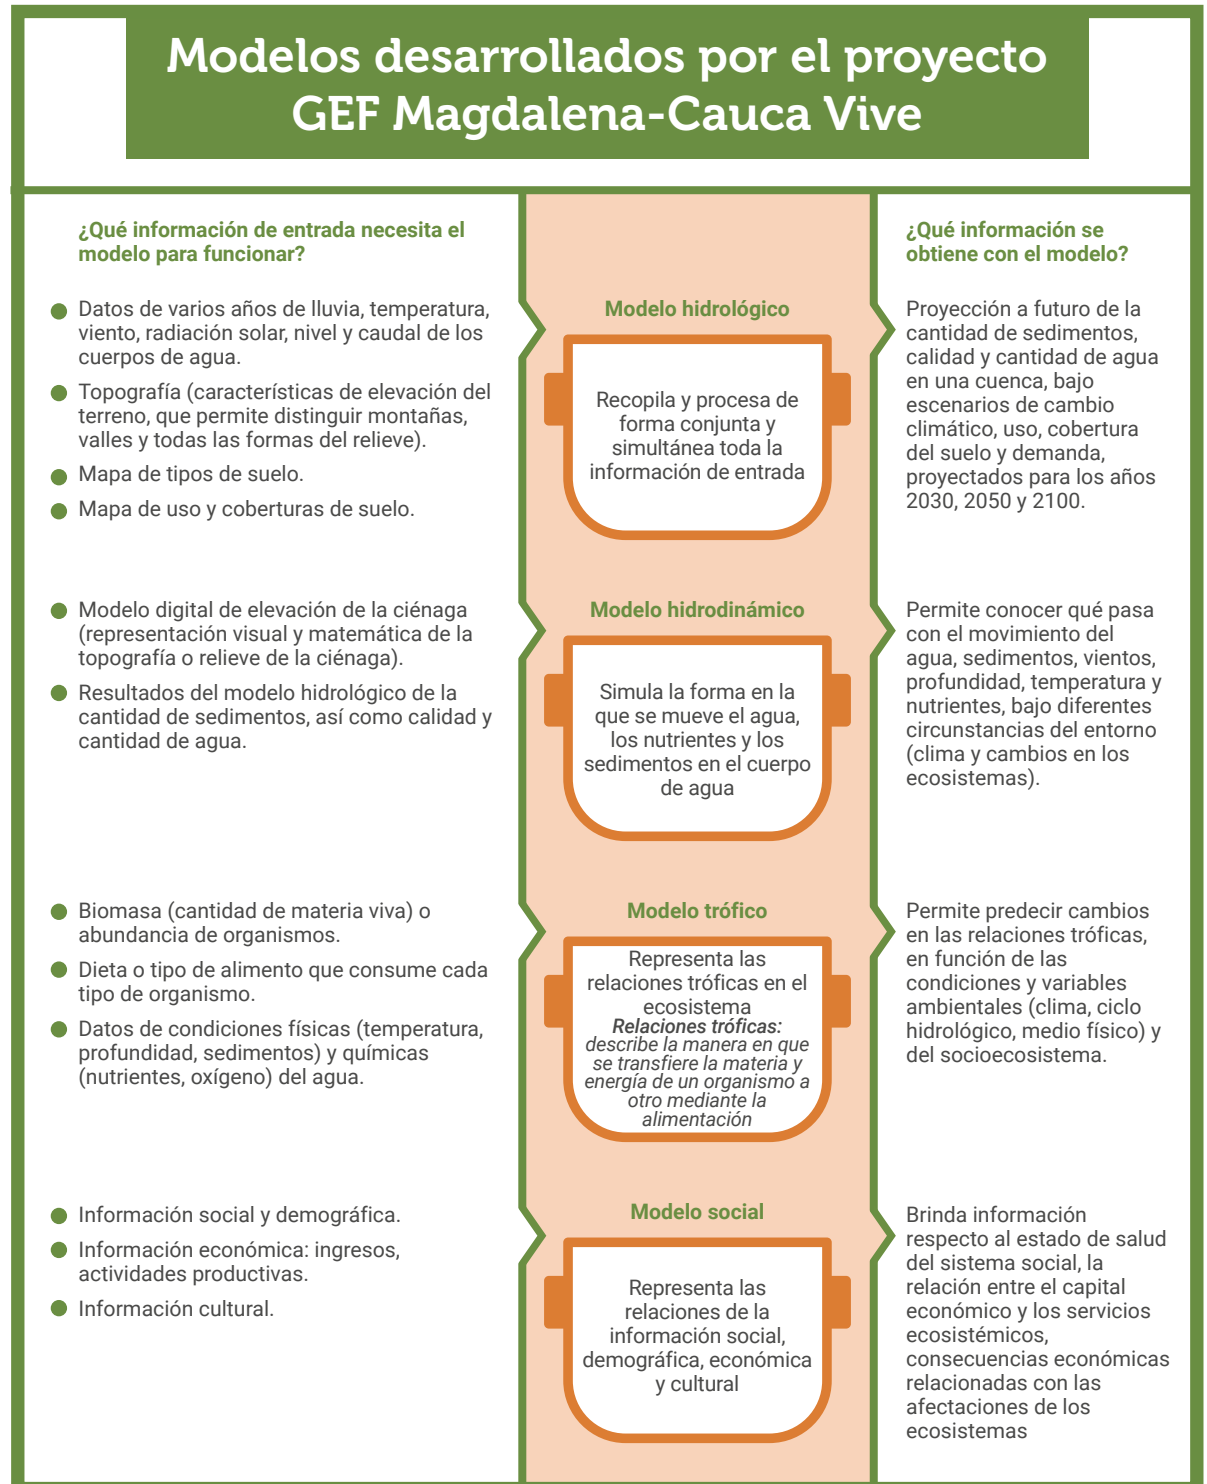 Modelos desarrollados por el proyecto
GEF Magdalena-Cauca Vive
¿Qué información de entrada necesita el
modelo para funcionar?
¿Qué información se
obtiene con el modelo?
Datos de varios años de lluvia, temperatura,
viento, radiación solar, nivel y caudal de los
cuerpos de agua.
Topografía (características de elevación del
terreno, que permite distinguir montañas,
valles y todas las formas del relieve).
Mapa de tipos de suelo.
Mapa de uso y coberturas de suelo.
Modelo hidrológico
Recopila y procesa de
forma conjunta y
simultánea toda la
información de entrada
Proyección a futuro de la
cantidad de sedimentos,
calidad y cantidad de agua
en una cuenca, bajo
escenarios de cambio
climático, uso, cobertura
del suelo y demanda,
proyectados para los años
2030, 2050 y 2100.
Modelo digital de elevación de la ciénaga
(representación visual y matemática de la
topografía o relieve de la ciénaga).
Resultados del modelo hidrológico de la
cantidad de sedimentos, así como calidad y
cantidad de agua.
Modelo hidrodinámico
Simula la forma en la
que se mueve el agua,
los nutrientes y los
sedimentos en el cuerpo
de agua
Permite conocer qué pasa
con el movimiento del
agua, sedimentos, vientos,
profundidad, temperatura y
nutrientes, bajo diferentes
circunstancias del entorno
(clima y cambios en los
ecosistemas).
Biomasa (cantidad de materia viva) o
abundancia de organismos.
Dieta o tipo de alimento que consume cada
tipo de organismo.
Datos de condiciones físicas (temperatura,
profundidad, sedimentos) y químicas
(nutrientes, oxígeno) del agua.
Modelo trófico
Representa las
relaciones tróficas en el
ecosistema
Relaciones tróficas:
describe la manera en que
se transfiere la materia y
energía de un organismo a
otro mediante la
alimentación
Permite predecir cambios
en las relaciones tróficas,
en función de las
condiciones y variables
ambientales (clima, ciclo
hidrológico, medio físico) y
del socioecosistema.
Información social y demográfica.
Información económica: ingresos,
actividades productivas.
Información cultural.
Modelo social
Representa las
relaciones de la
información social,
demográfica, económica
y cultural
Brinda información
respecto al estado de salud
del sistema social, la
relación entre el capital
económico y los servicios
ecosistémicos,
consecuencias económicas
relacionadas con las
afectaciones de los
ecosistemas